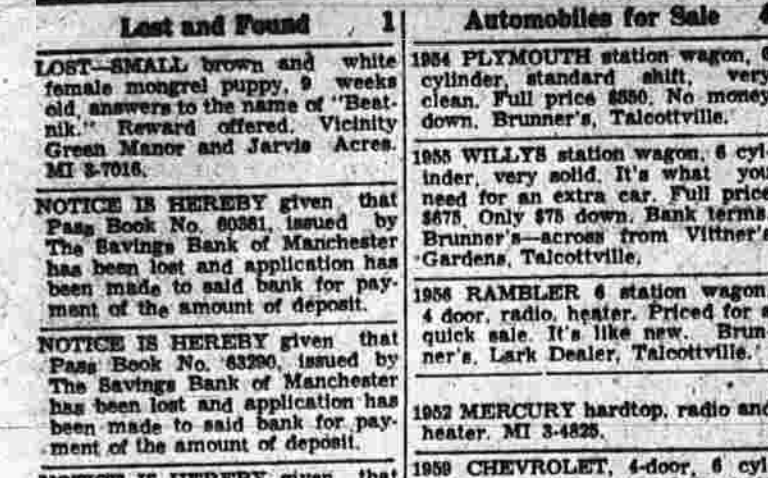 Lost and Found 1
LOST—SMALL brown and white
female mongrel puppy, 9 weeks
old, answers to the name of "Beat-
nik." Reward offered. Vicinity
Green Manor and Jarvis Acres.
MI 3-7016.
NOTICE IS HEREBY given that
Pass Book No. 60361, issued by
The Savings Bank of Manchester
has been lost and application has
been made to said bank for pay-
ment of the amount of deposit.
NOTICE IS HEREBY given that
Pass Book No. 63290, issued by
The Savings Bank of Manchester
has been lost and application has
been made to said bank for pay-
ment of the amount of deposit.
Automobiles for Sale 4
1954 PLYMOUTH station wagon, 6
cylinder, standard shift, very
clean. Full price $550. No money
down. Brunner's, Talcottville.
1955 WILLYS station wagon, 6 cyl-
inder, very solid. It's what you
need for an extra car. Full price
$675. Only $75 down. Bank terms.
Brunner's—across from Vittner's
Gardens, Talcottville.
1956 RAMBLER 6 station wagon,
4 door, radio, heater. Priced for a
quick sale. It's like new. Brun-
ner's, Lark Dealer, Talcottville.
1952 MERCURY hardtop, radio and
heater. MI 3-4825.
1959 CHEVROLET, 4-door, 6 cyl